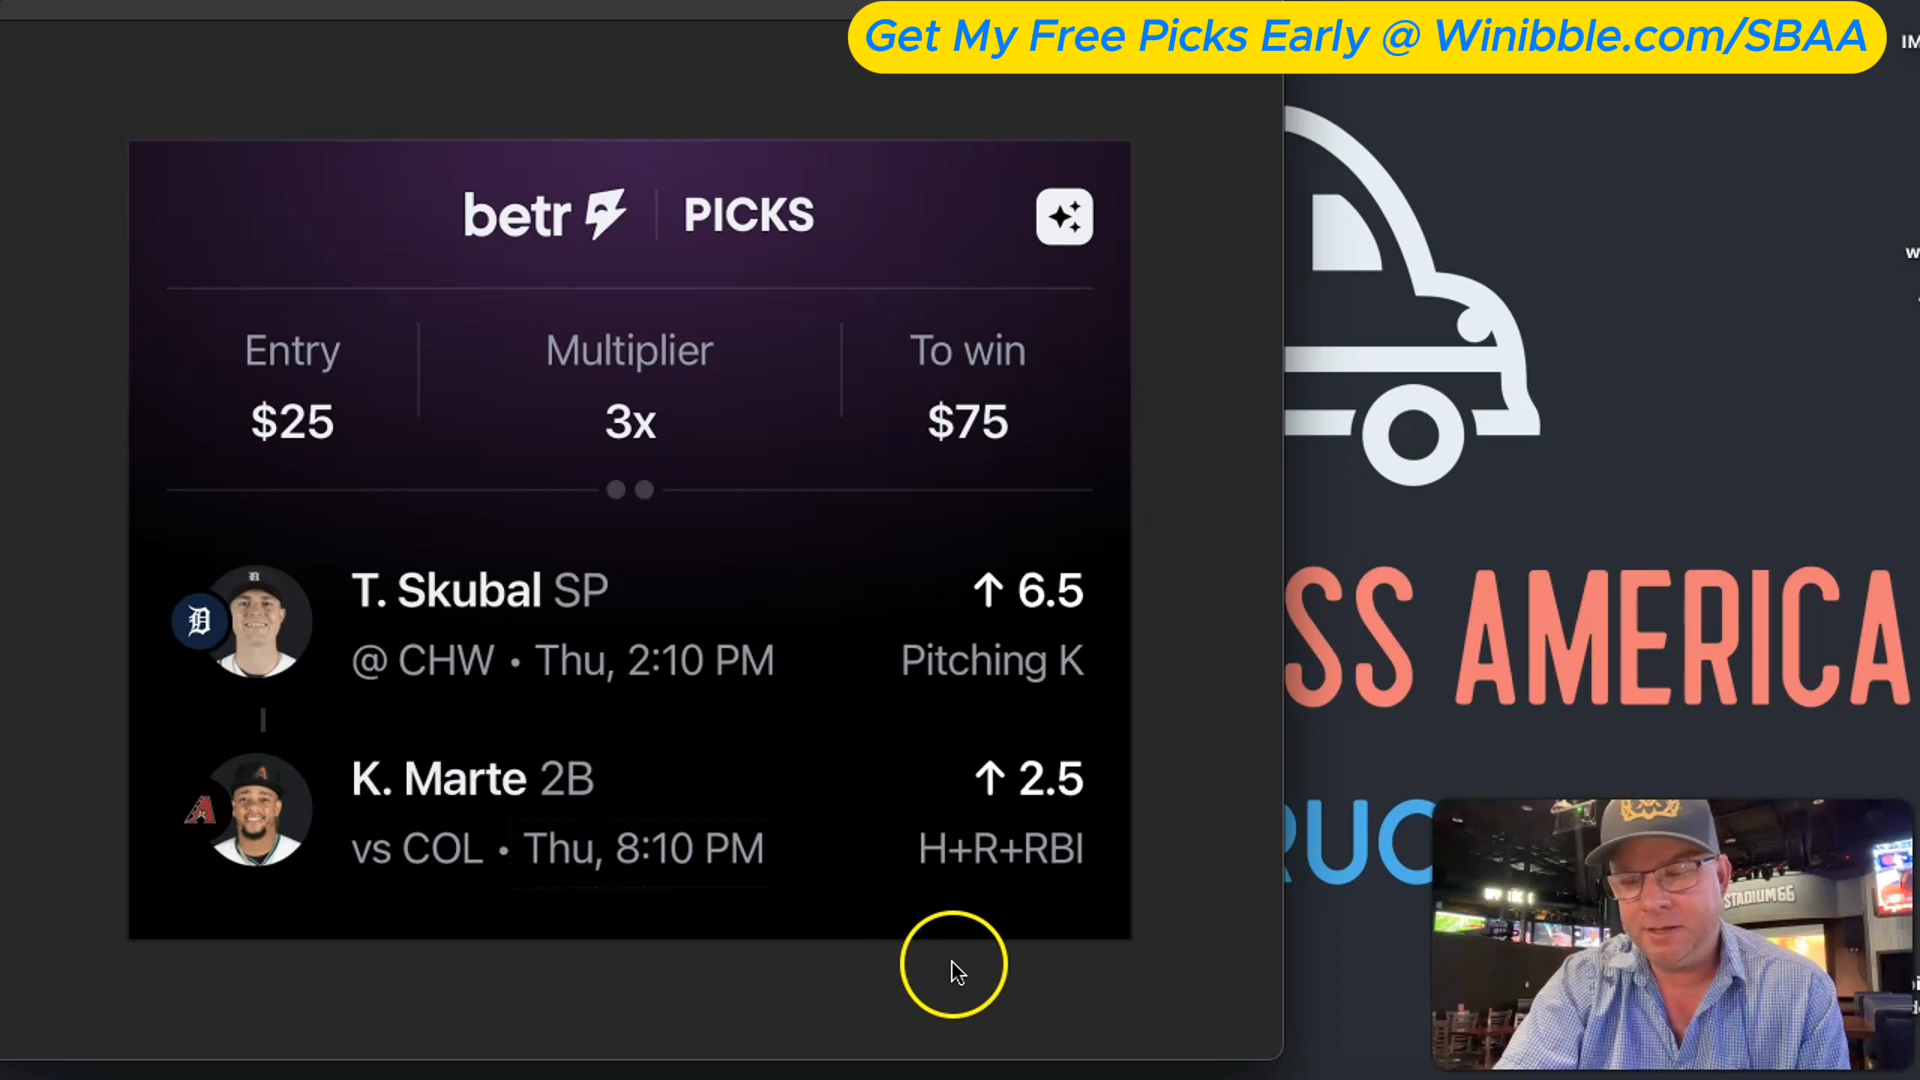 Get My Free Picks Early @ Winibble.com/SBAA
IM
betr PICKS
Entry
Multiplier
To win
$25
3x
$75
T. Skubal SP
↑ 6.5
@ CHW • Thu, 2:10 PM
Pitching K
K. Marte 2B
↑ 2.5
vs COL • Thu, 8:10 PM
H+R+RBI
SS AMERICA
RUC
STADIUM66